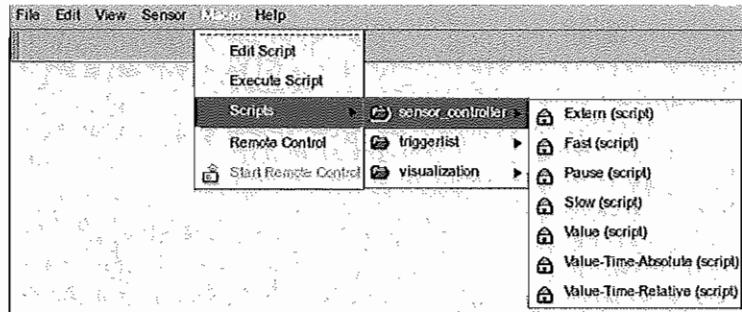 File Edit View Sensor Macro Help
Edit Script
Execute Script
Scripts
Remote Control
Start Remote Control
sensor_controller
triggerlist
visualization
Extern (script)
Fast (script)
Pause (script)
Slow (script)
Value (script)
Value-Time-Absolute (script)
Value-Time-Relative (script)